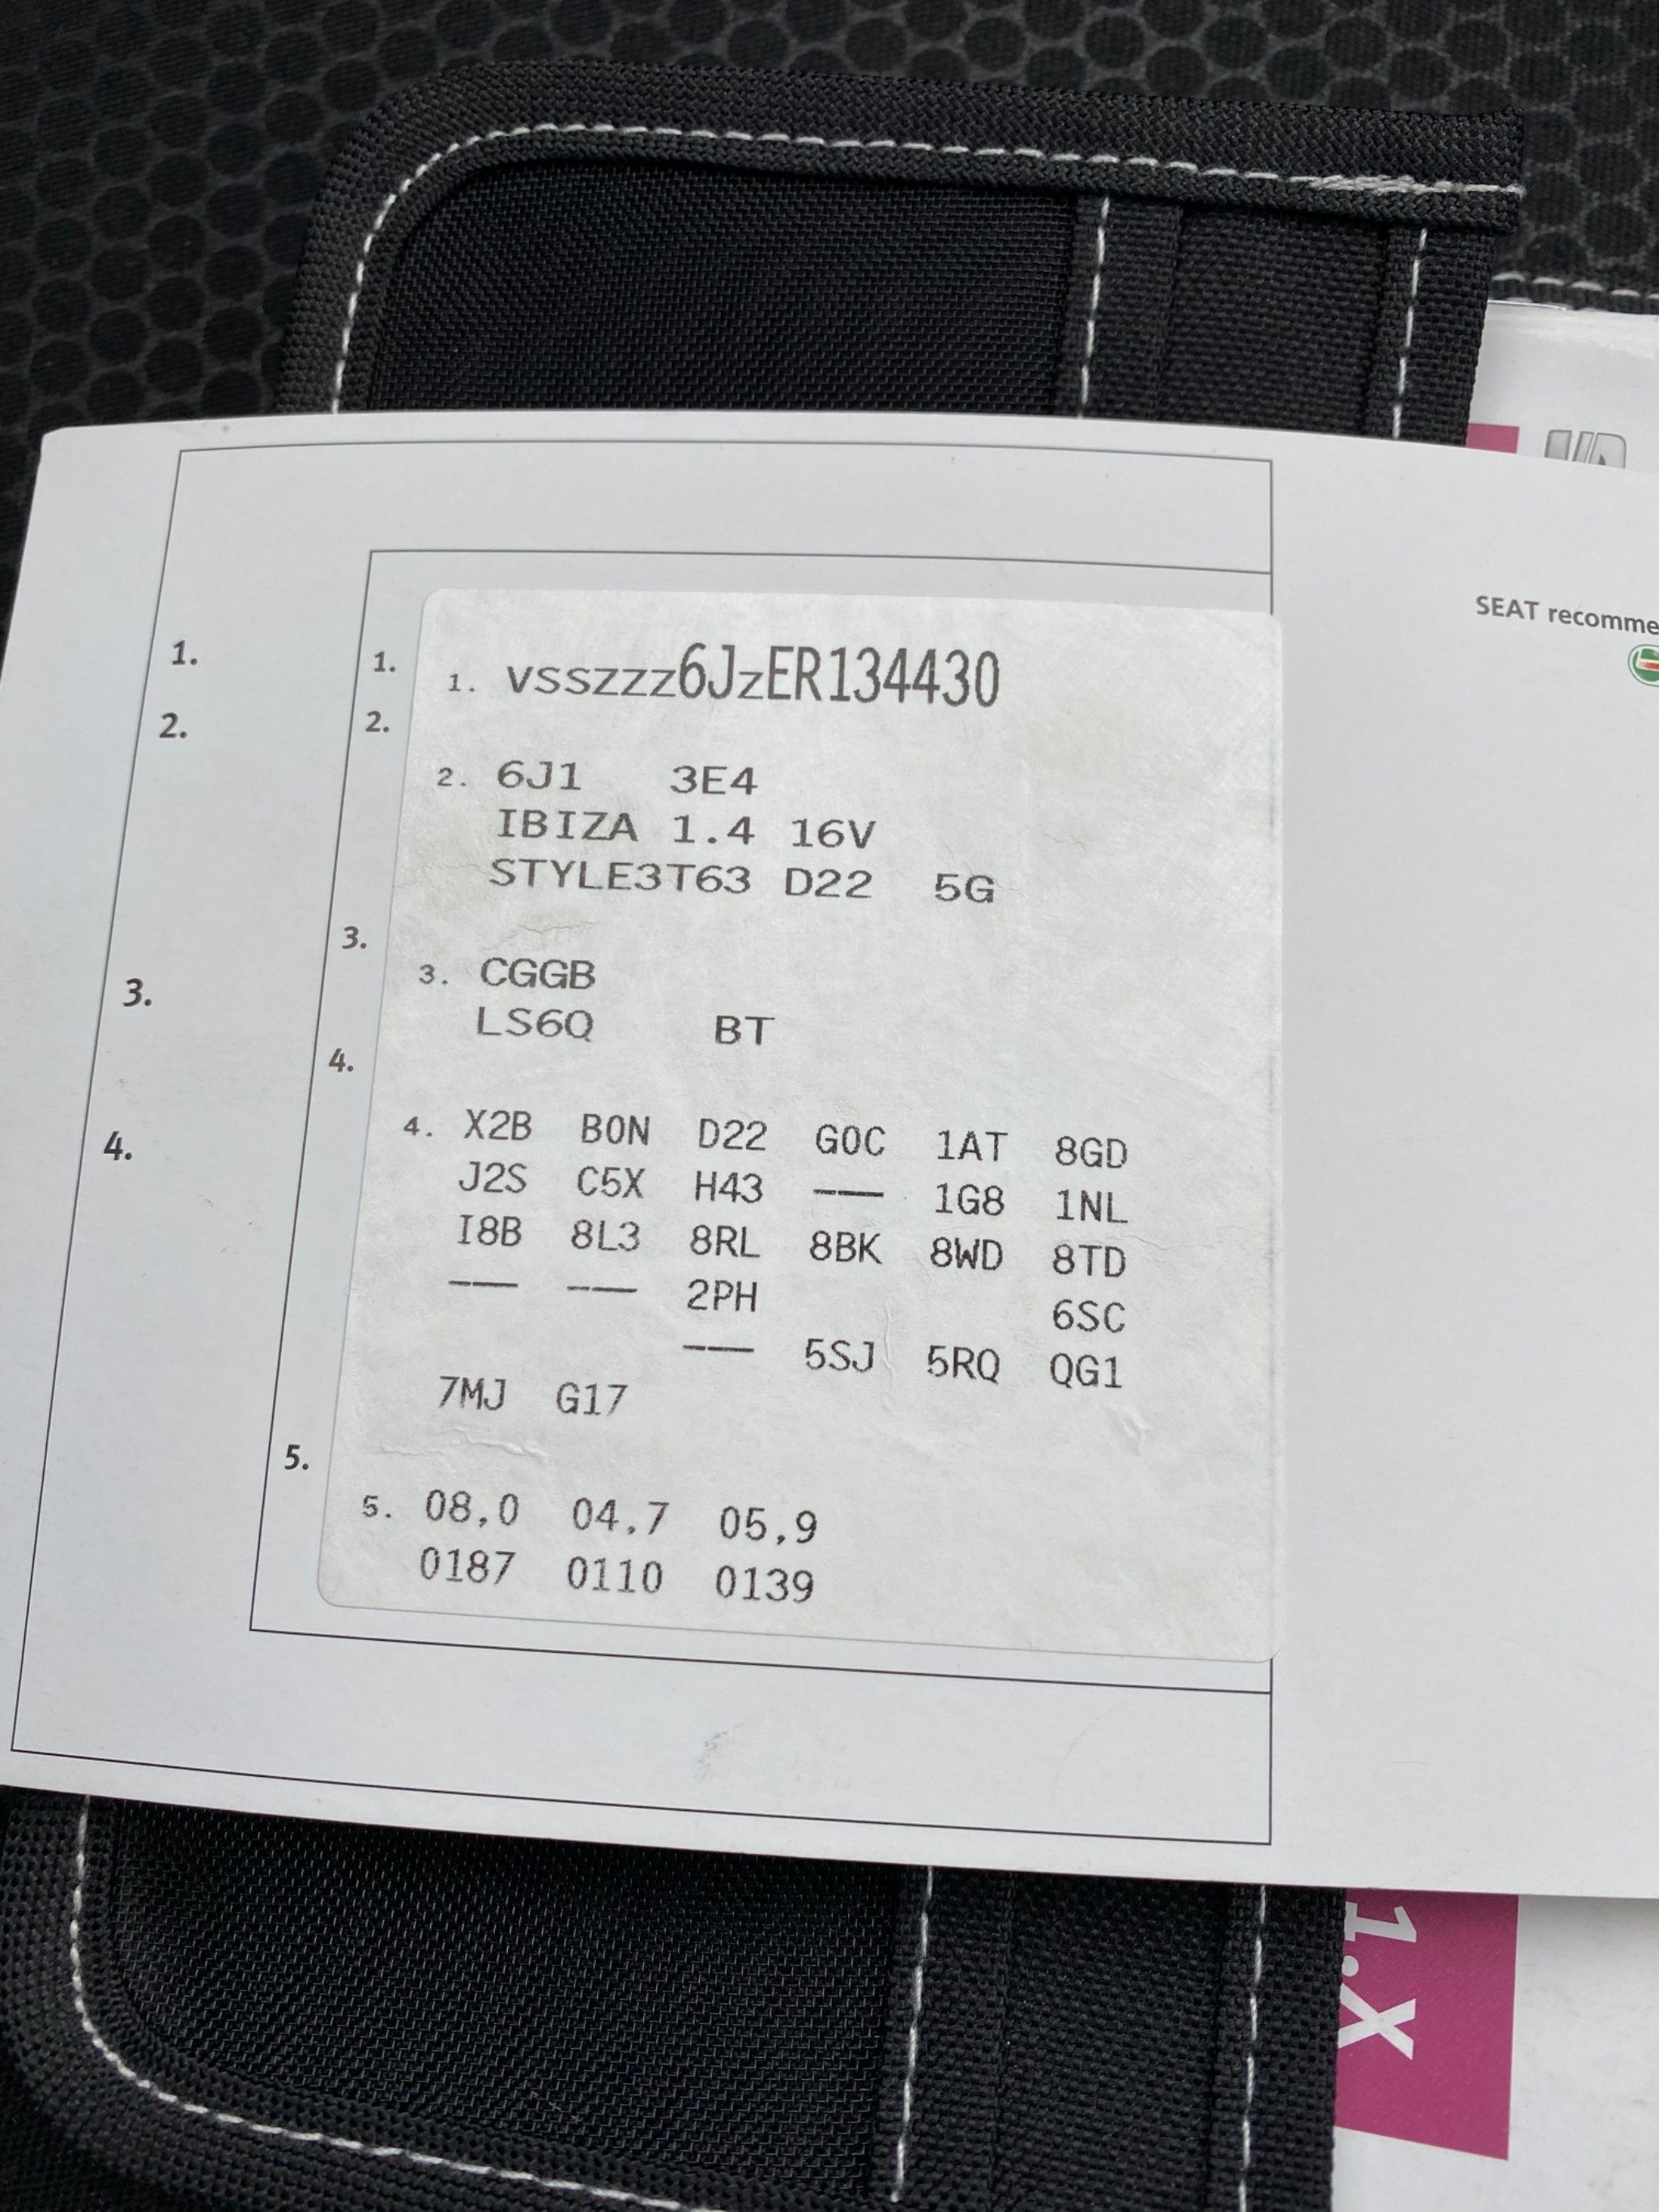 SEAT recomme
1.
2.
3.
4.
1.
2.
3.
4.
5.
1. VSSZZZ6JZER134430
2. 6J1 3E4
IBIZA 1.4 16V
STYLE3T63 D22 5G
3. CGGB
LS6Q BT
4. X2B B0N D22 G0C 1AT 8GD
J2S C5X H43 --- 1G8 1NL
I8B 8L3 8RL 8BK 8WD 8TD
--- --- 2PH 6SC
--- 5SJ 5RQ QG1
7MJ G17
5. 08,0 04,7 05,9
0187 0110 0139
1.X